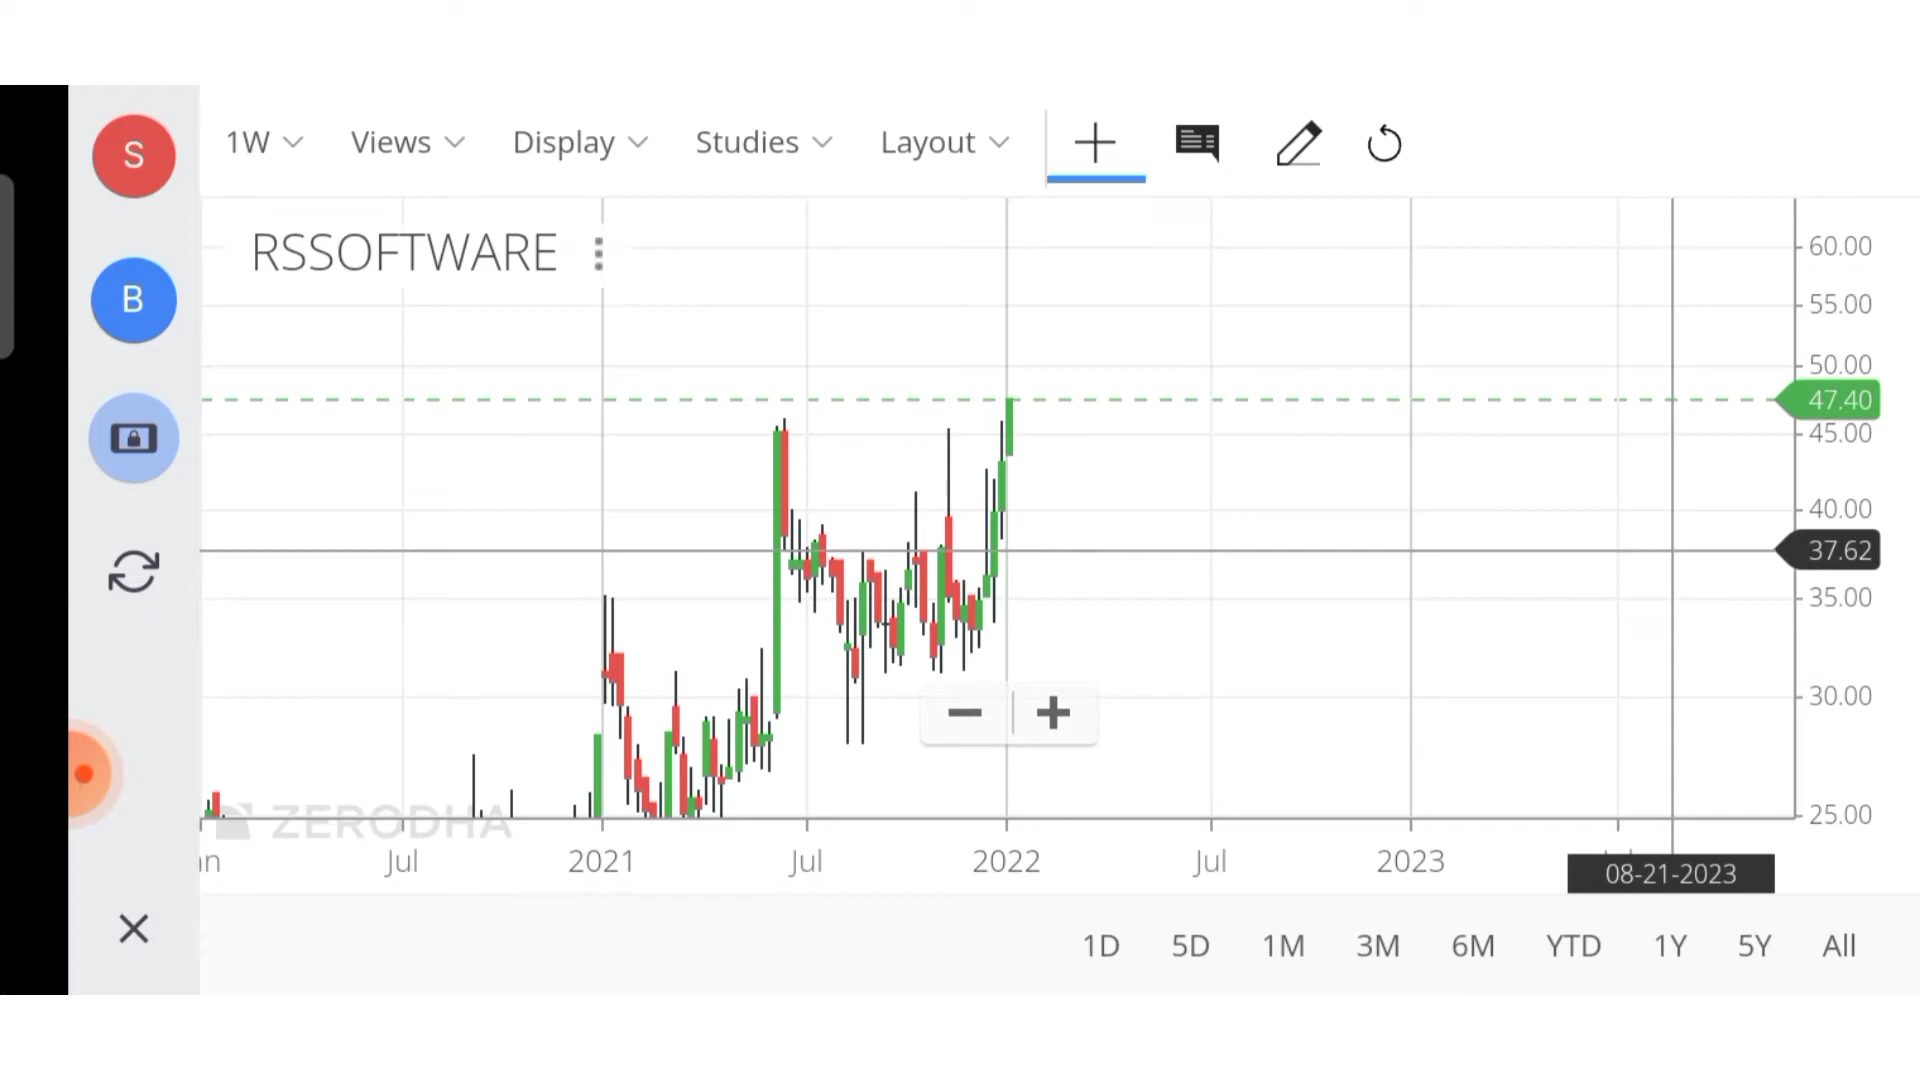 S
B
1W Views Display Studies Layout
RSSOFTWARE
60.00
55.00
50.00
47.40
45.00
40.00
37.62
35.00
30.00
25.00
ZERODHA
Jul 2021 Jul 2022 Jul 2023
08-21-2023
1D 5D 1M 3M 6M YTD 1Y 5Y All